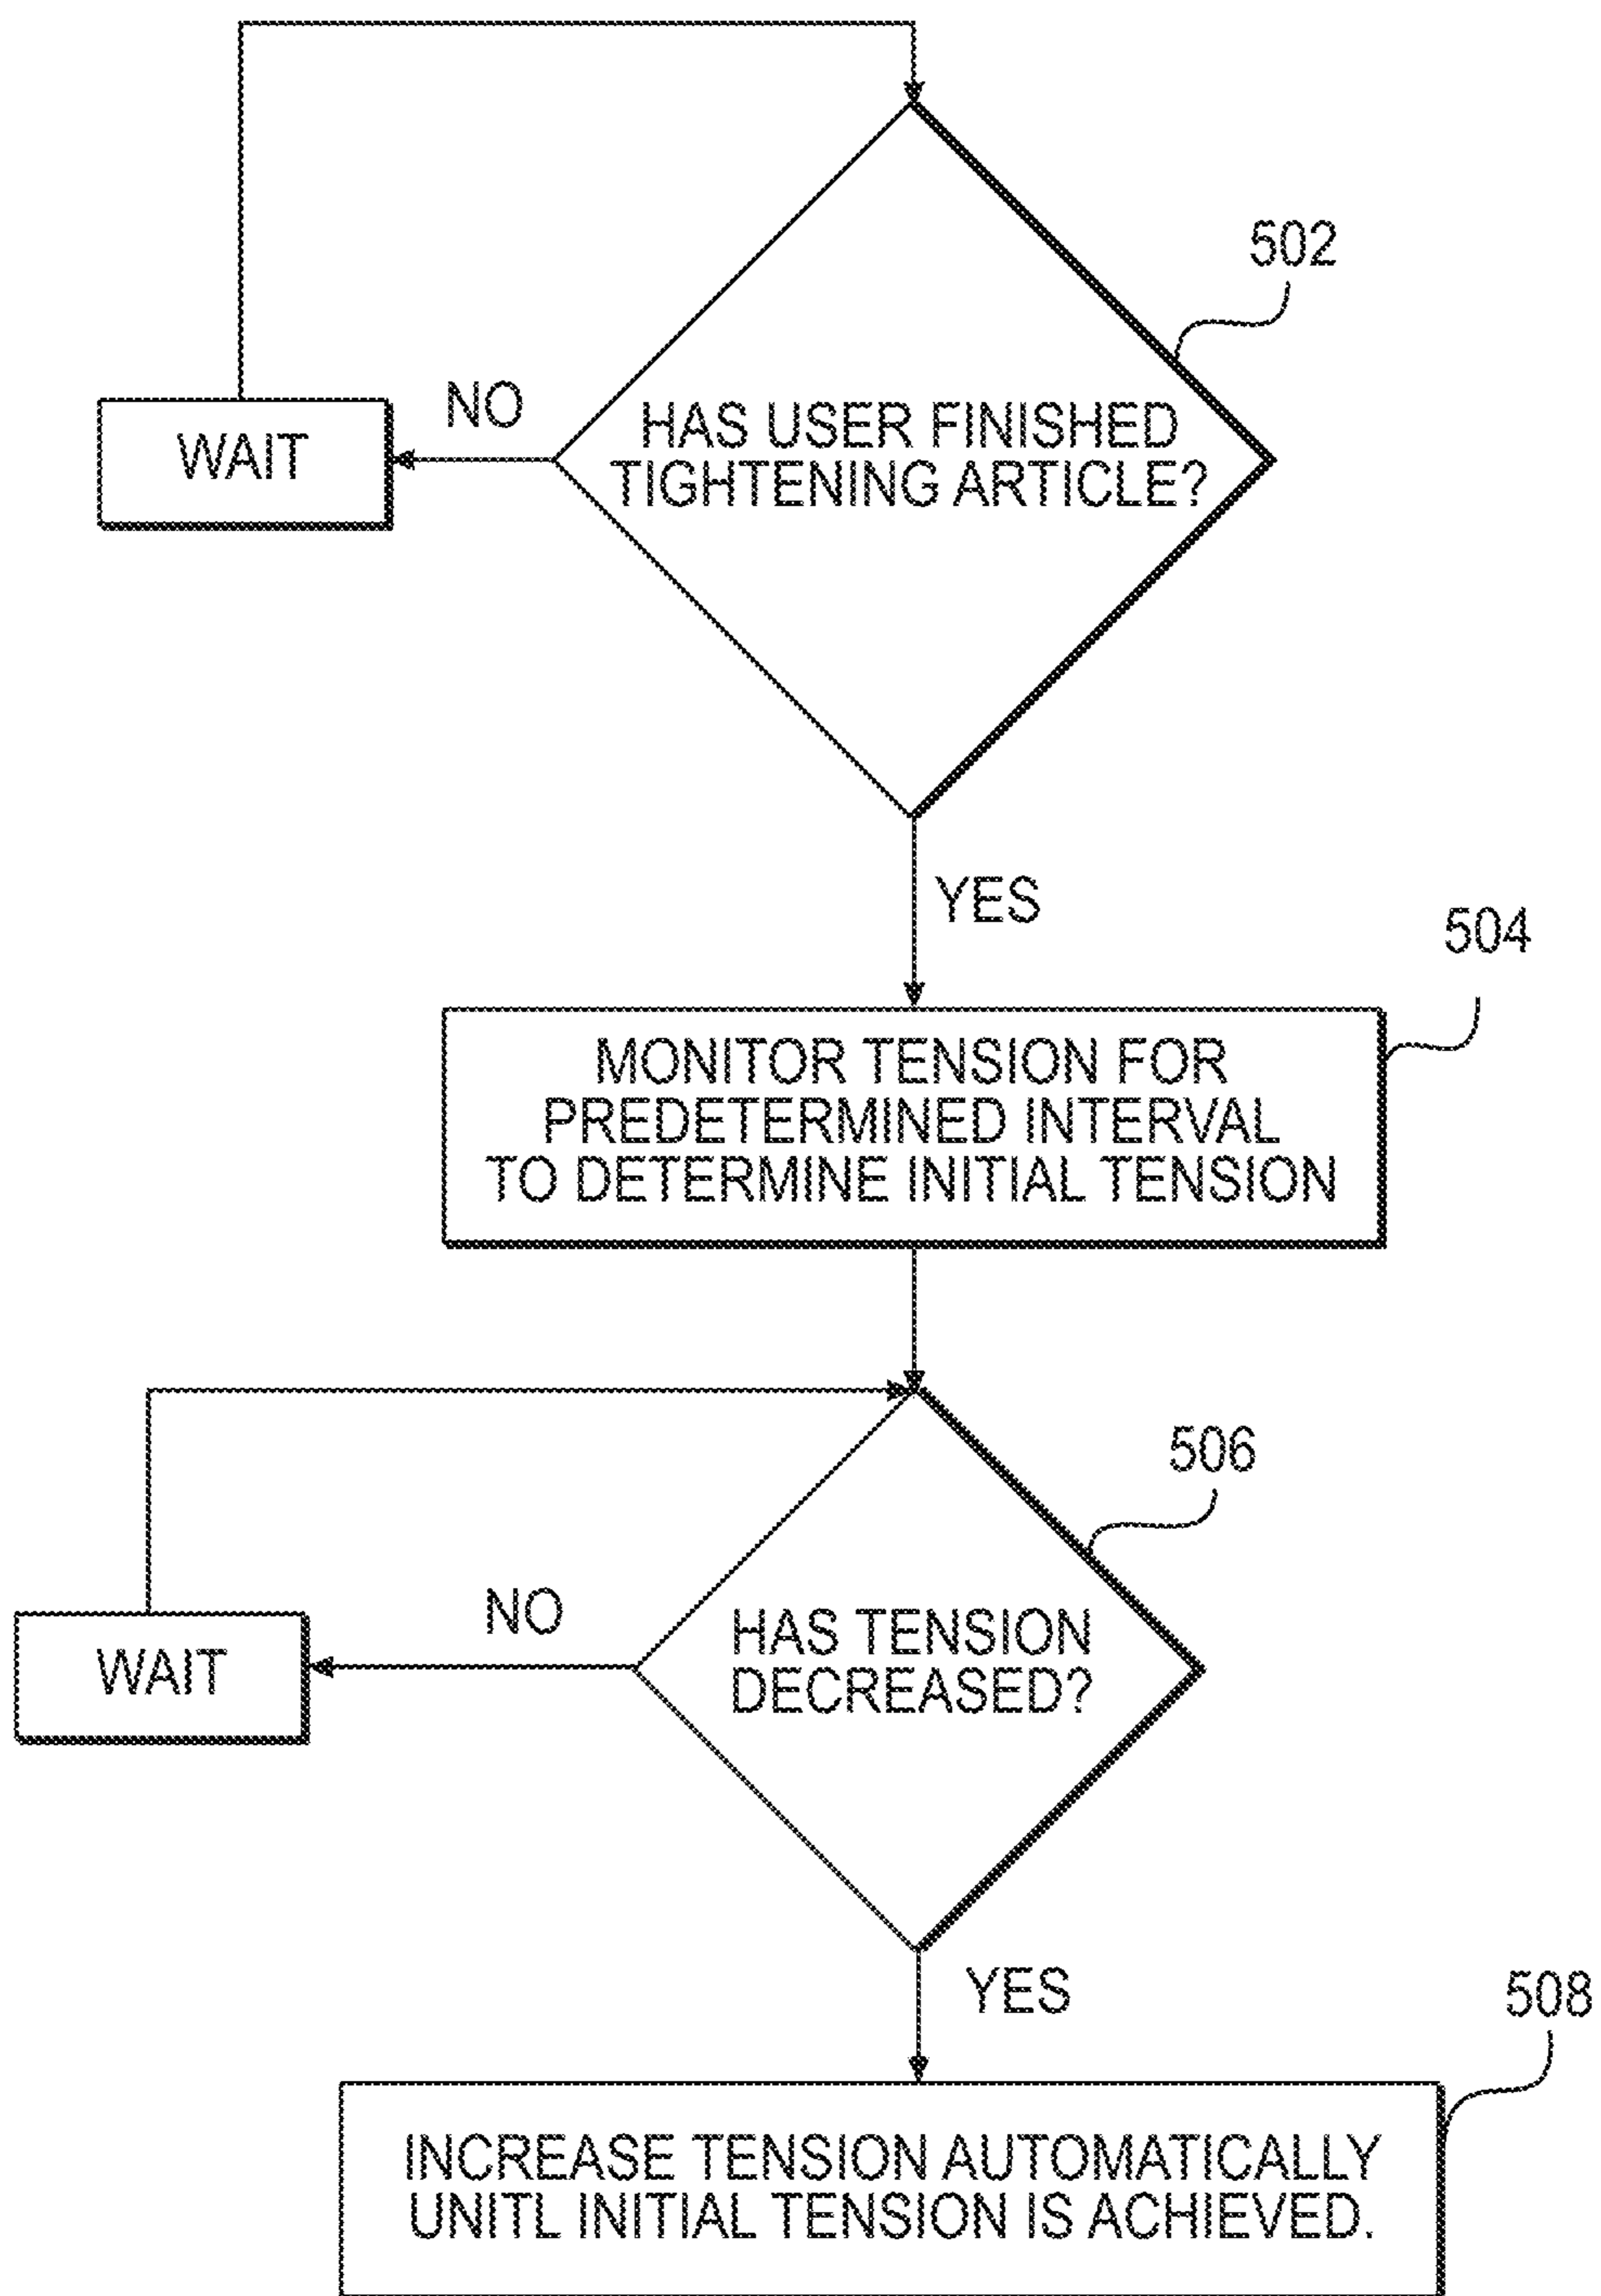 502
HAS USER FINISHED
TIGHTENING ARTICLE?
NO
WAIT
YES
504
MONITOR TENSION FOR
PREDETERMINED INTERVAL
TO DETERMINE INITIAL TENSION
506
HAS TENSION
DECREASED?
NO
WAIT
YES
508
INCREASE TENSION AUTOMATICALLY
UNITL INITIAL TENSION IS ACHIEVED.